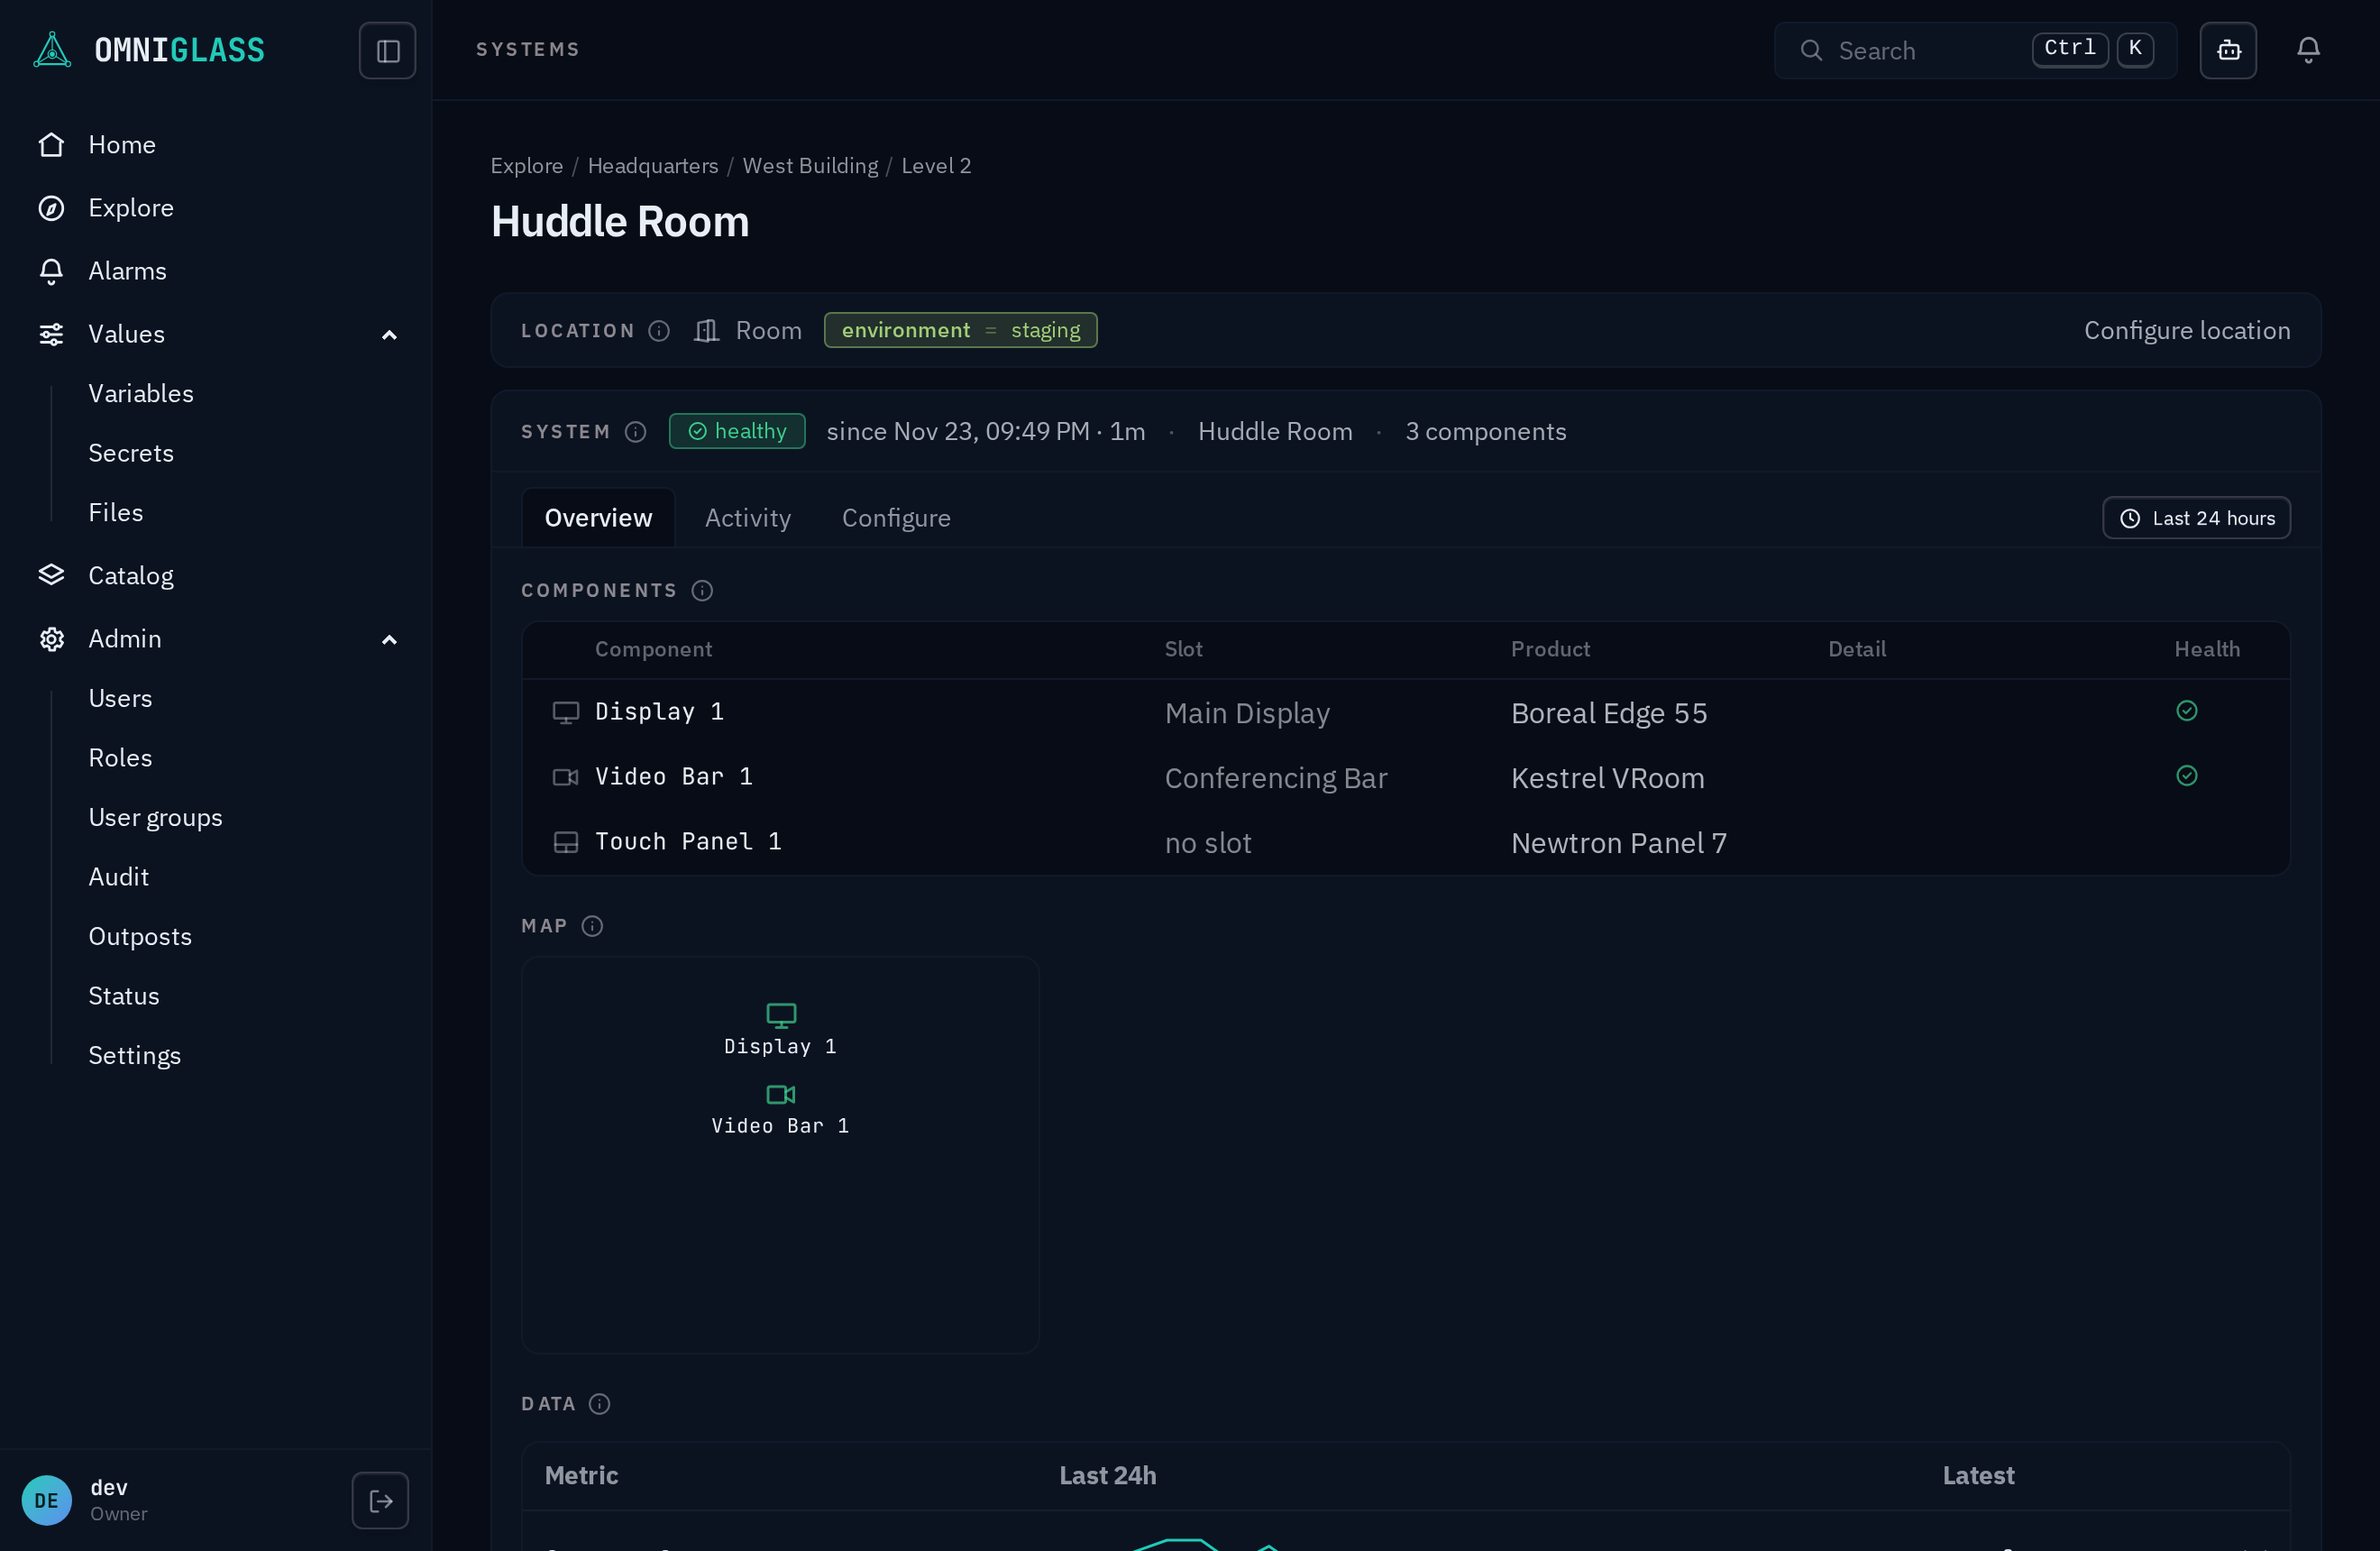 OMNIGLASS
SYSTEMS
Search
Ctrl K
Home
Explore
Alarms
Values
Variables
Secrets
Files
Catalog
Admin
Users
Roles
User groups
Audit
Outposts
Status
Settings
DE
dev
Owner
Explore / Headquarters / West Building / Level 2
Huddle Room
LOCATION Room environment = staging Configure location
SYSTEM healthy since Nov 23, 09:49 PM · 1m · Huddle Room · 3 components
Overview Activity Configure Last 24 hours
COMPONENTS
Component Slot Product Detail Health
Display 1 Main Display Boreal Edge 55
Video Bar 1 Conferencing Bar Kestrel VRoom
Touch Panel 1 no slot Newtron Panel 7
MAP
Display 1
Video Bar 1
DATA
Metric Last 24h Latest